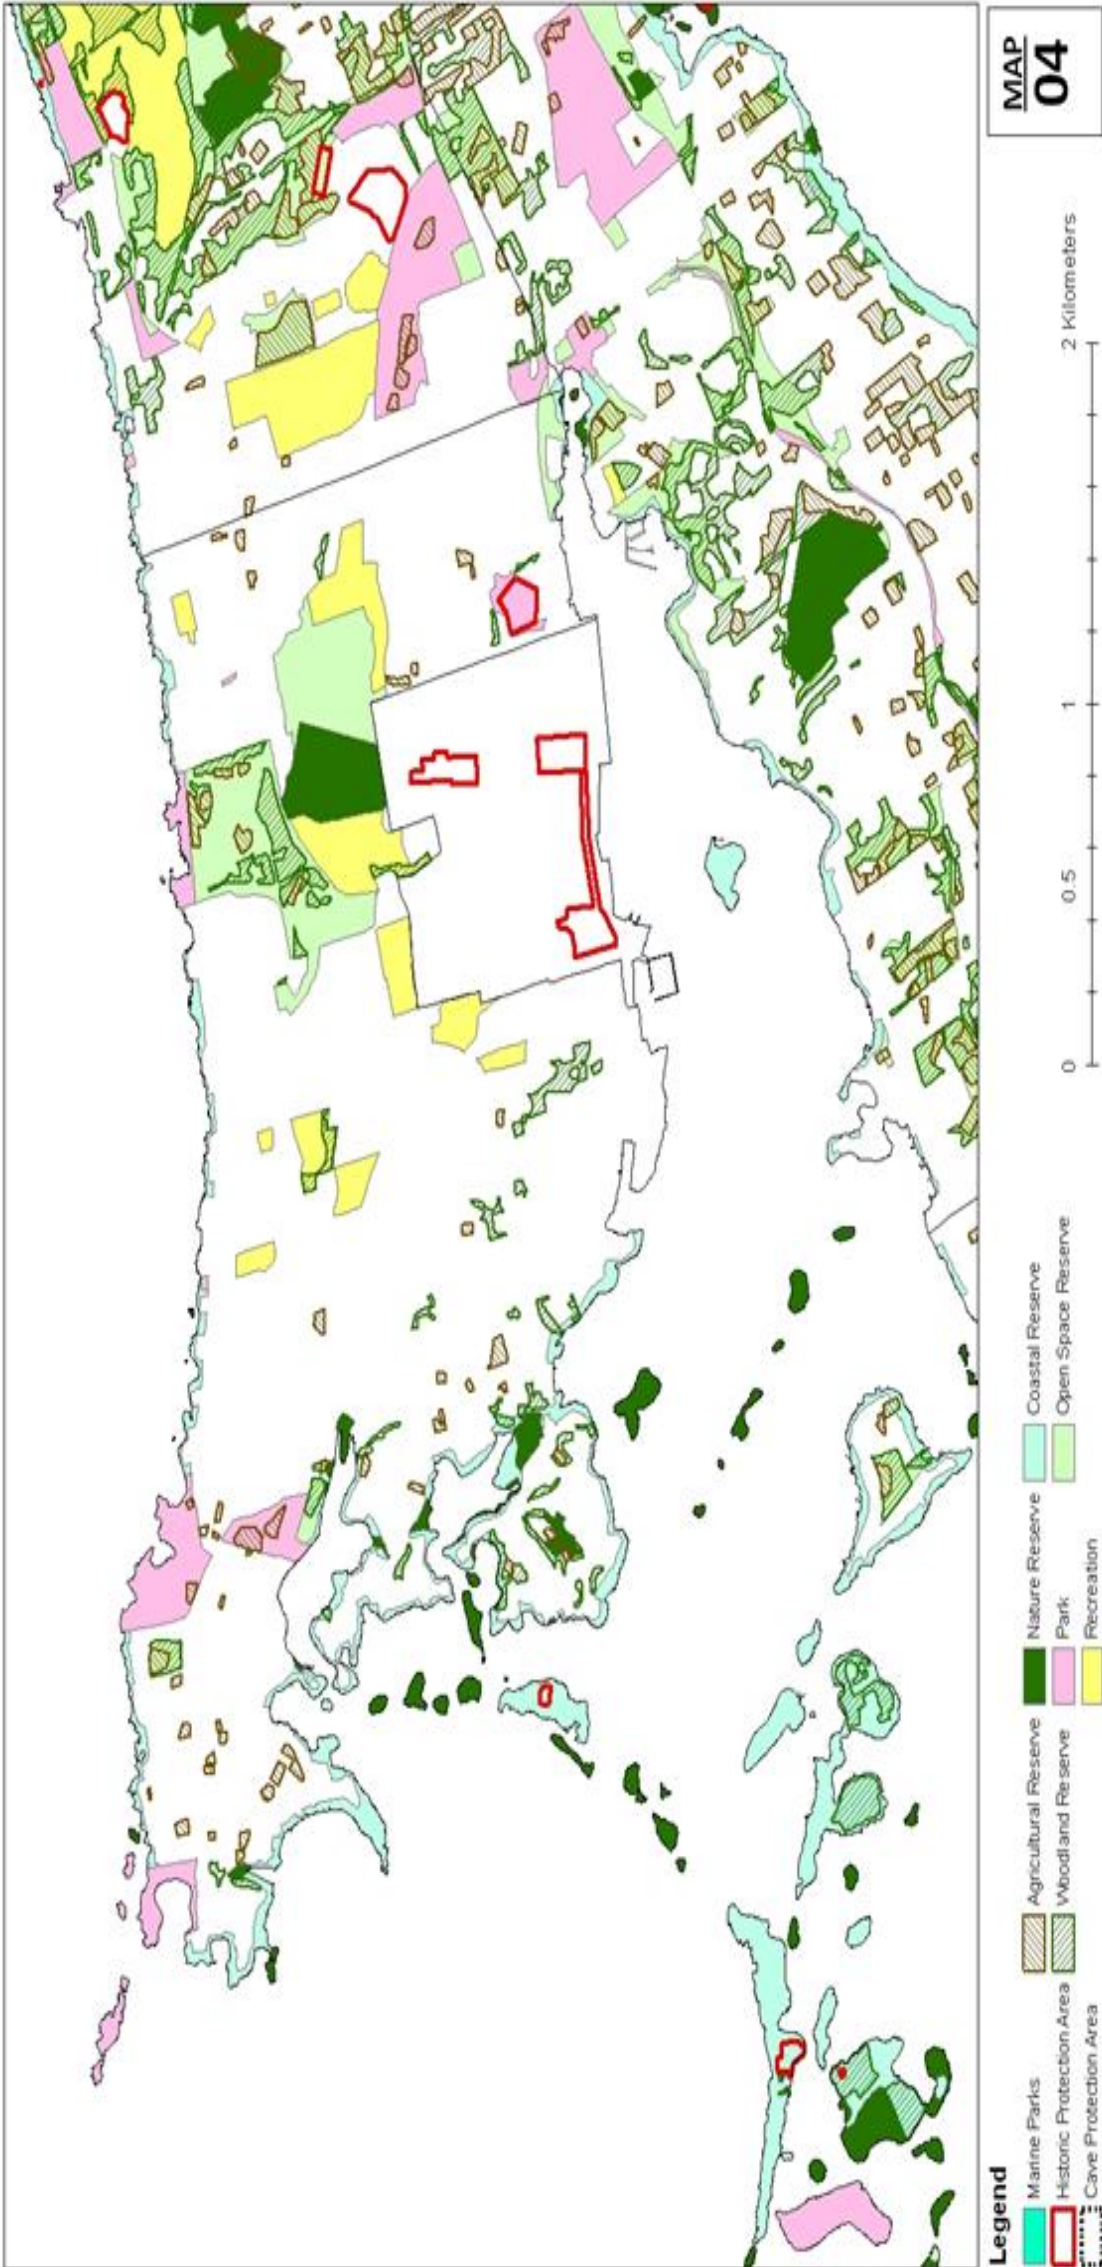 MAP
04
Legend
Marine Parks
Historic Protection Area
Cave Protection Area
Agricultural Reserve
Woodland Reserve
Nature Reserve
Park
Recreation
Coastal Reserve
Open Space Reserve
0 0.5 1 2 Kilometers